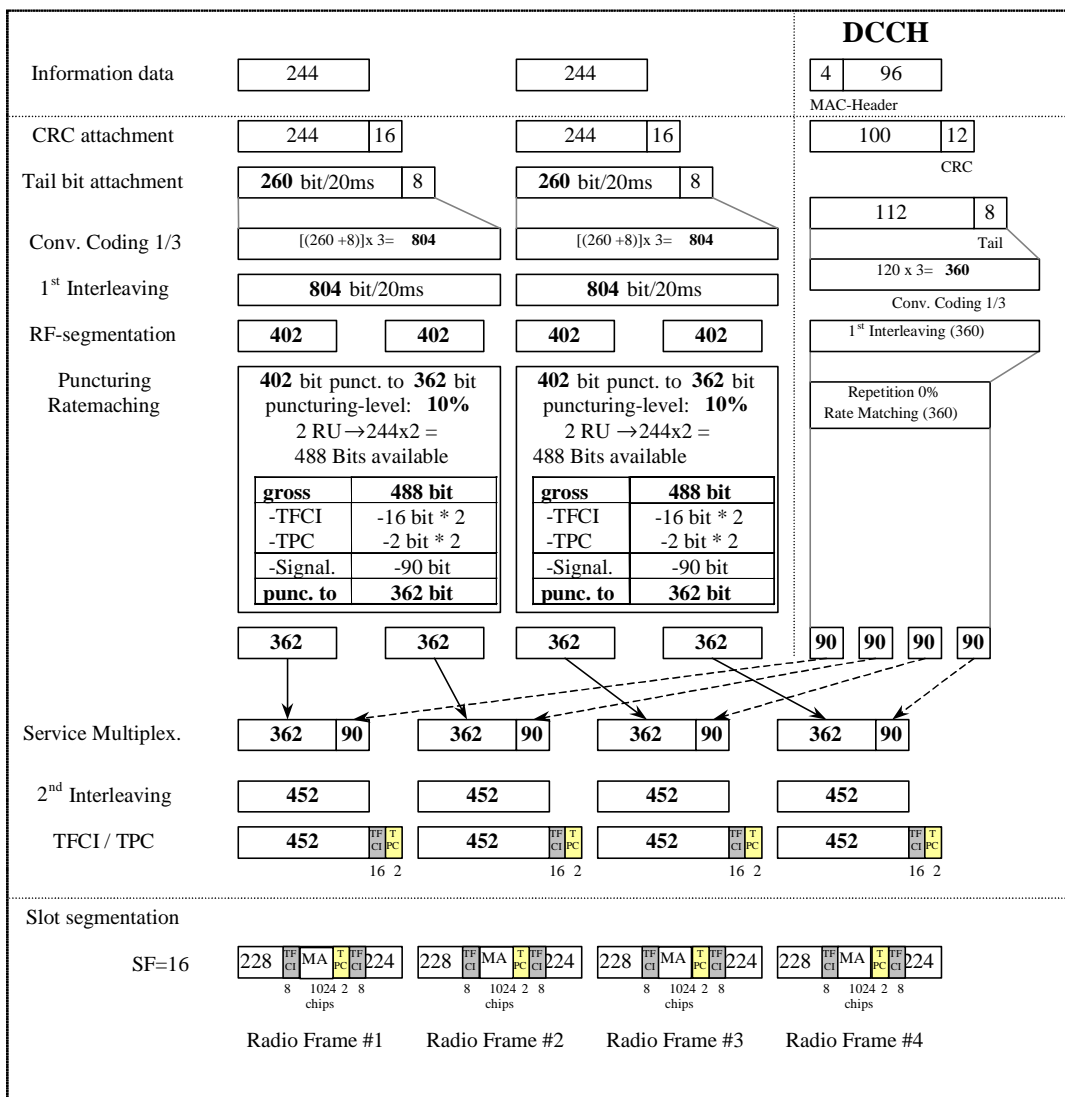 DCCH
Information data 244 244 4 96
MAC-Header
CRC attachment 244 16 244 16 100 12
CRC
Tail bit attachment 260 bit/20ms 8 260 bit/20ms 8
112 8
Tail
Conv. Coding 1/3 [(260 +8)]x 3= 804 [(260 +8)]x 3= 804
120 x 3= 360
Conv. Coding 1/3
1st Interleaving 804 bit/20ms 804 bit/20ms
RF-segmentation 402 402 402 402 1st Interleaving (360)
Puncturing
Ratemaching
402 bit punct. to 362 bit
puncturing-level: 10%
2 RU →244x2 =
488 Bits available
gross 488 bit
-TFCI -16 bit * 2
-TPC -2 bit * 2
-Signal. -90 bit
punc. to 362 bit
402 bit punct. to 362 bit
puncturing-level: 10%
2 RU →244x2 =
488 Bits available
gross 488 bit
-TFCI -16 bit * 2
-TPC -2 bit * 2
-Signal. -90 bit
punc. to 362 bit
Repetition 0%
Rate Matching (360)
362 362 362 362 90 90 90 90
Service Multiplex. 362 90 362 90 362 90 362 90
2nd Interleaving 452 452 452 452
TFCI / TPC 452 TF CI T PC 452 TF CI T PC 452 TF CI T PC 452 TF CI T PC
16 2 16 2 16 2 16 2
Slot segmentation
SF=16 228 TF CI MA T PC TF CI 224 228 TF CI MA T PC TF CI 224 228 TF CI MA T PC TF CI 224 228 TF CI MA T PC TF CI 224
8 1024 2 8 8 1024 2 8 8 1024 2 8 8 1024 2 8
chips chips chips chips
Radio Frame #1 Radio Frame #2 Radio Frame #3 Radio Frame #4